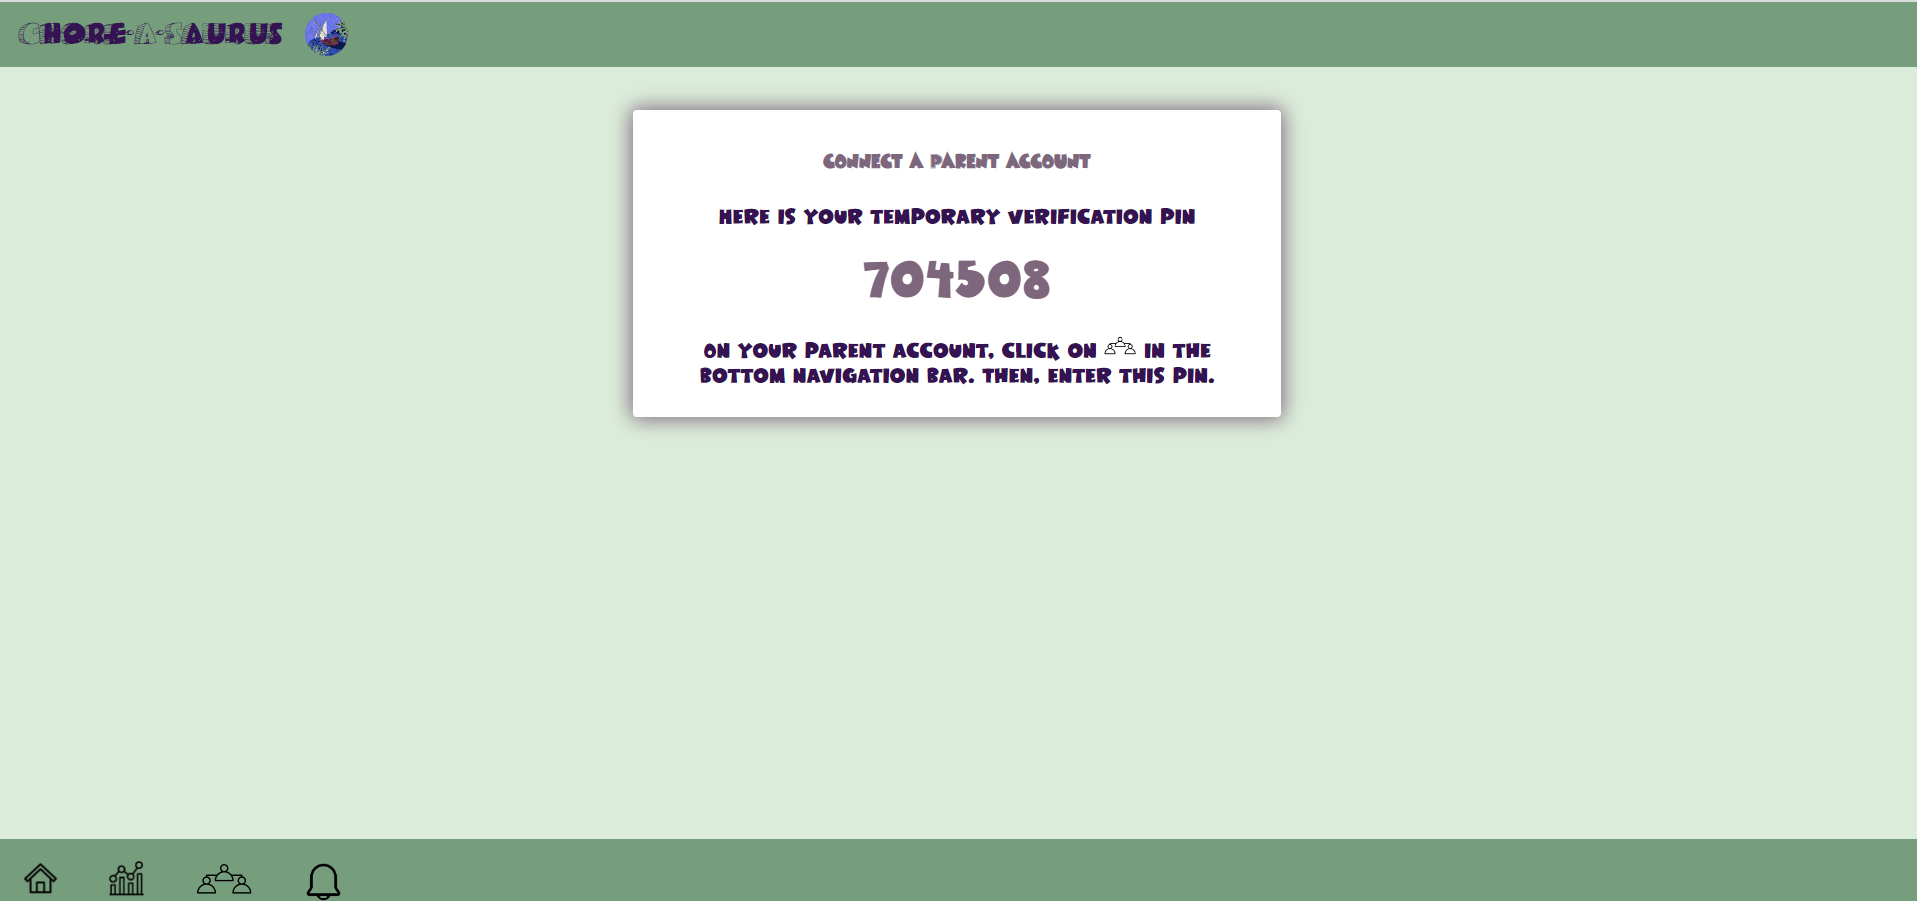 CHORE-A-SAURUS
CONNECT A PARENT ACCOUNT
HERE IS YOUR TEMPORARY VERIFICATION PIN
704508
ON YOUR PARENT ACCOUNT, CLICK ON IN THE
BOTTOM NAVIGATION BAR. THEN, ENTER THIS PIN.